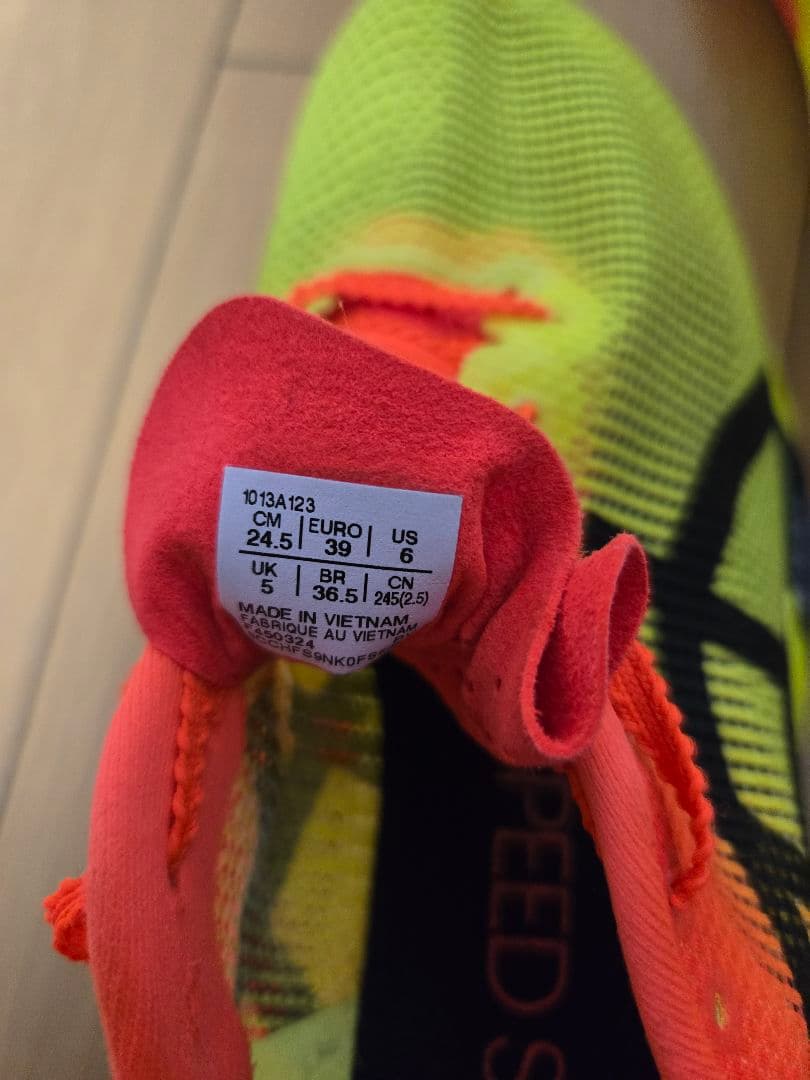 1013A123
CM | EURO | US
24.5 | 39 | 6
UK | BR | CN
5 | 36.5 | 245(2.5)
MADE IN VIETNAM
FABRIQUE AU VIETNAM
PEED S